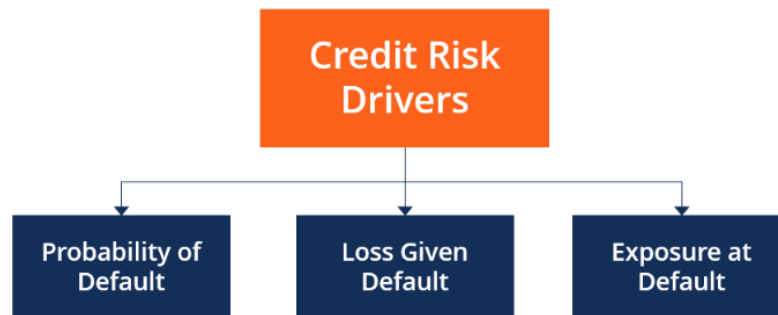 Credit Risk
Drivers
Probability of
Default
Loss Given
Default
Exposure at
Default